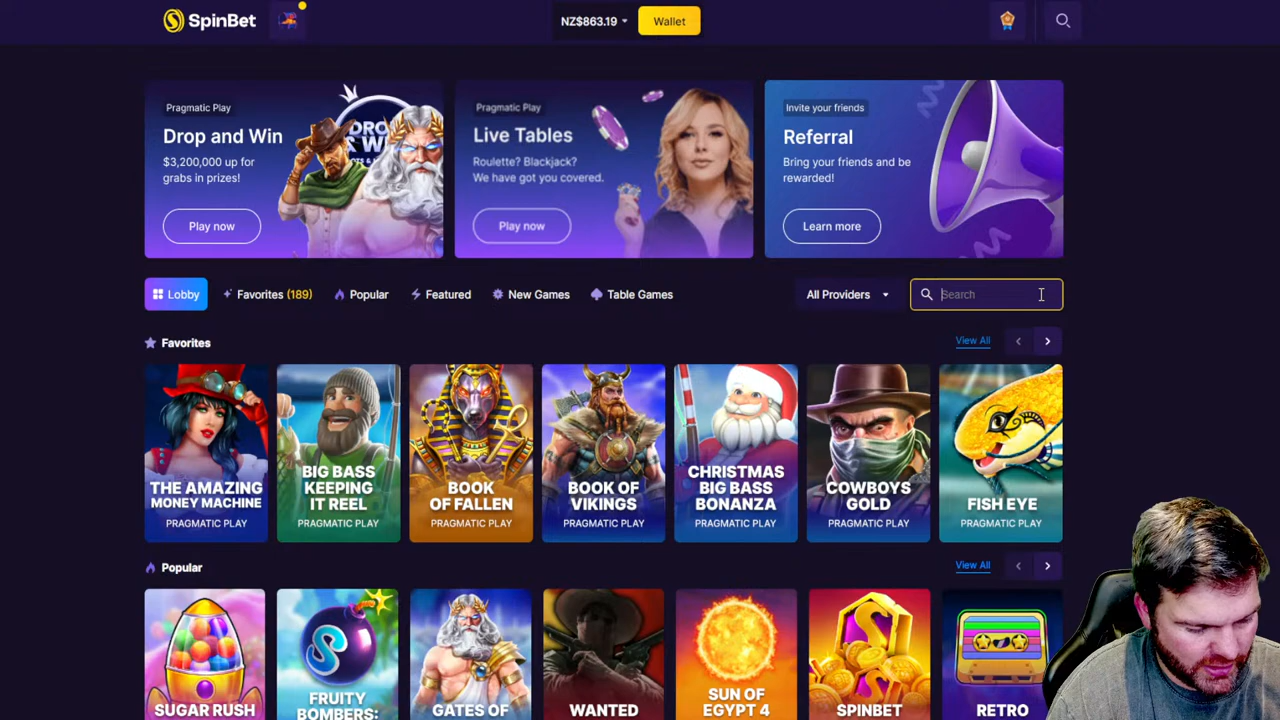 SpinBet
NZ$863.19
Wallet
Pragmatic Play
Drop and Win
$3,200,000 up for
grabs in prizes!
Play now
Pragmatic Play
Live Tables
Roulette? Blackjack?
We have got you covered.
Play now
Invite your friends
Referral
Bring your friends and be
rewarded!
Learn more
Lobby
Favorites (189)
Popular
Featured
New Games
Table Games
All Providers
Search
Favorites
View All
THE AMAZING
MONEY MACHINE
PRAGMATIC PLAY
BIG BASS
KEEPING
IT REEL
PRAGMATIC PLAY
BOOK
OF FALLEN
PRAGMATIC PLAY
BOOK OF
VIKINGS
PRAGMATIC PLAY
CHRISTMAS
BIG BASS
BONANZA
PRAGMATIC PLAY
COWBOYS
GOLD
PRAGMATIC PLAY
FISH EYE
PRAGMATIC PLAY
Popular
View All
SUGAR RUSH
FRUITY
BOMBERS:
GATES OF
WANTED
SUN OF
EGYPT 4
SPINBET
RETRO